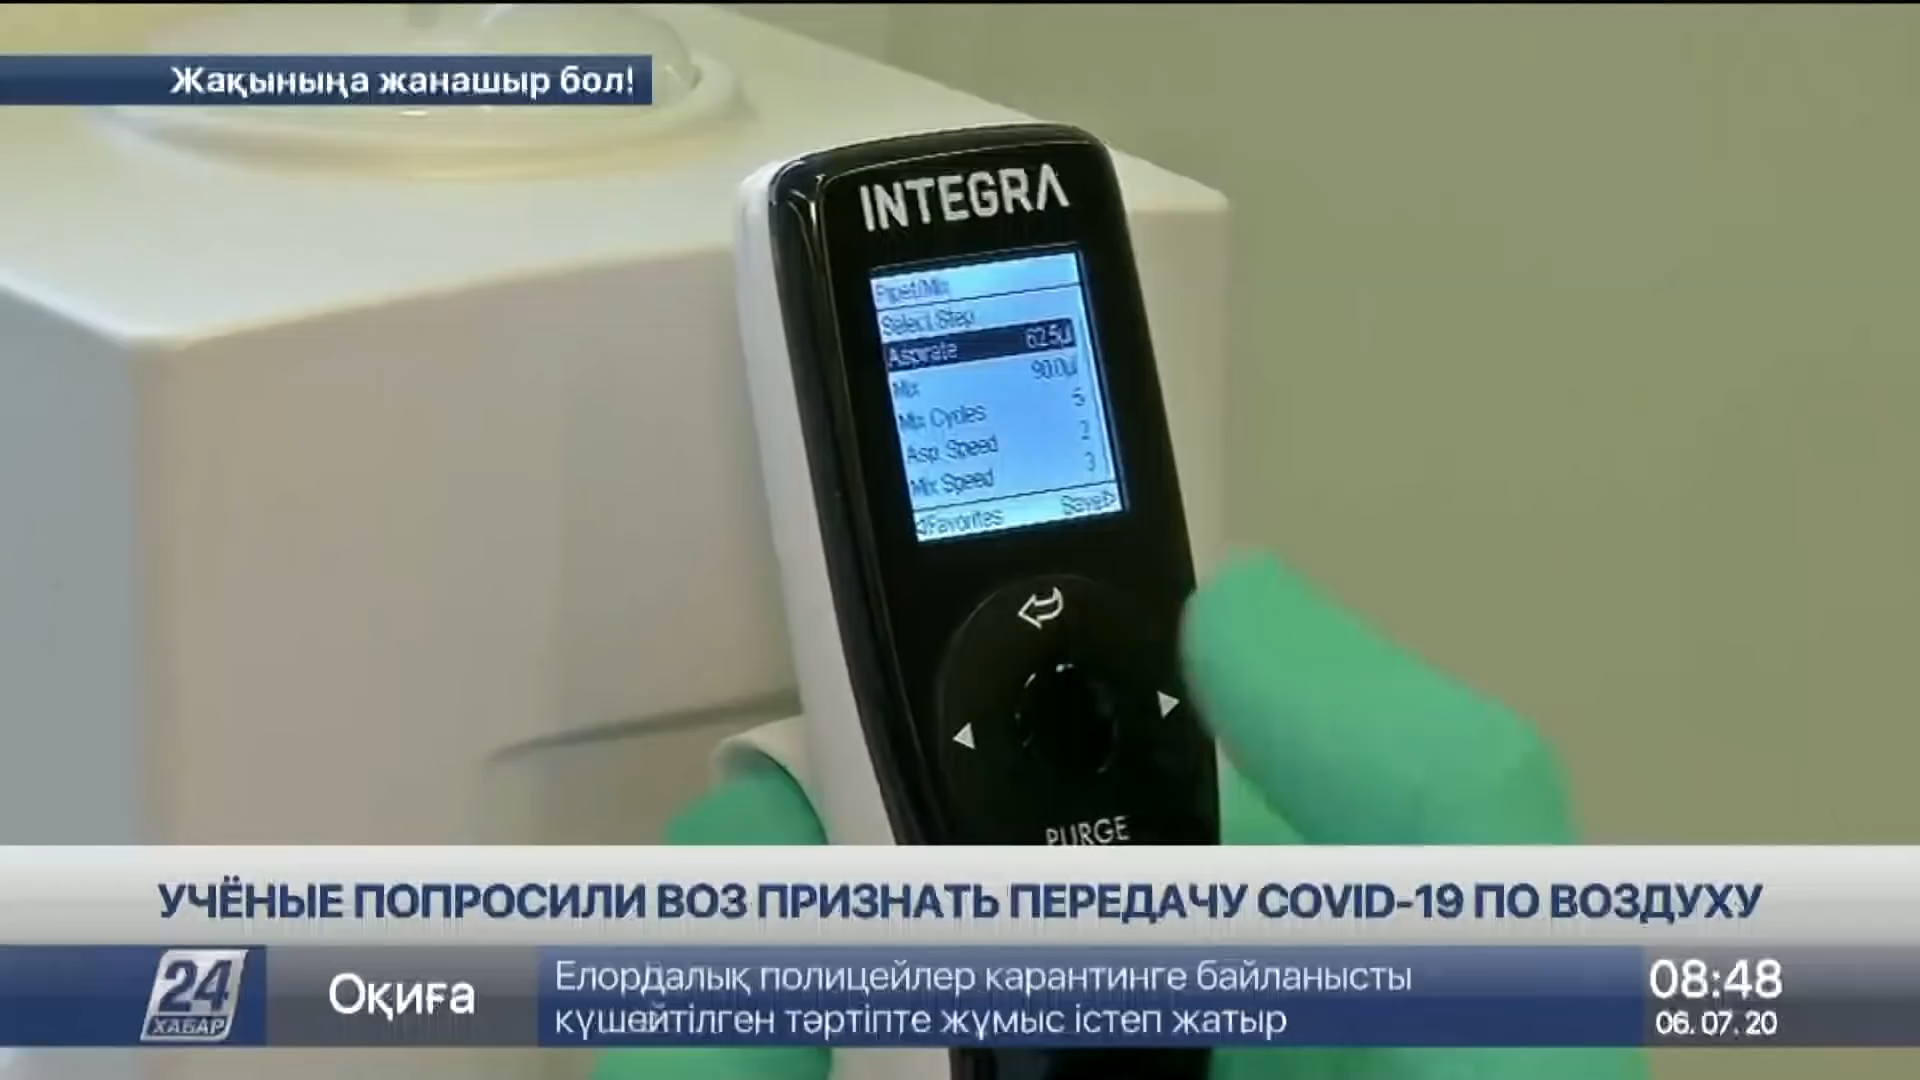 Жақыныңа жанашыр бол!
INTEGRA
Pipet/Mix
Select Step
Aspirate 62.5µl
Mix 90.0µl
Mix Cycles 5
Asp. Speed 2
Mix Speed 3
Favorites Save
PURGE
УЧЁНЫЕ ПОПРОСИЛИ ВОЗ ПРИЗНАТЬ ПЕРЕДАЧУ COVID-19 ПО ВОЗДУХУ
24 ХАБАР
Оқиға
Елордалық полицейлер карантинге байланысты
күшейтілген тәртіпте жұмыс істеп жатыр
08:48
06. 07. 20